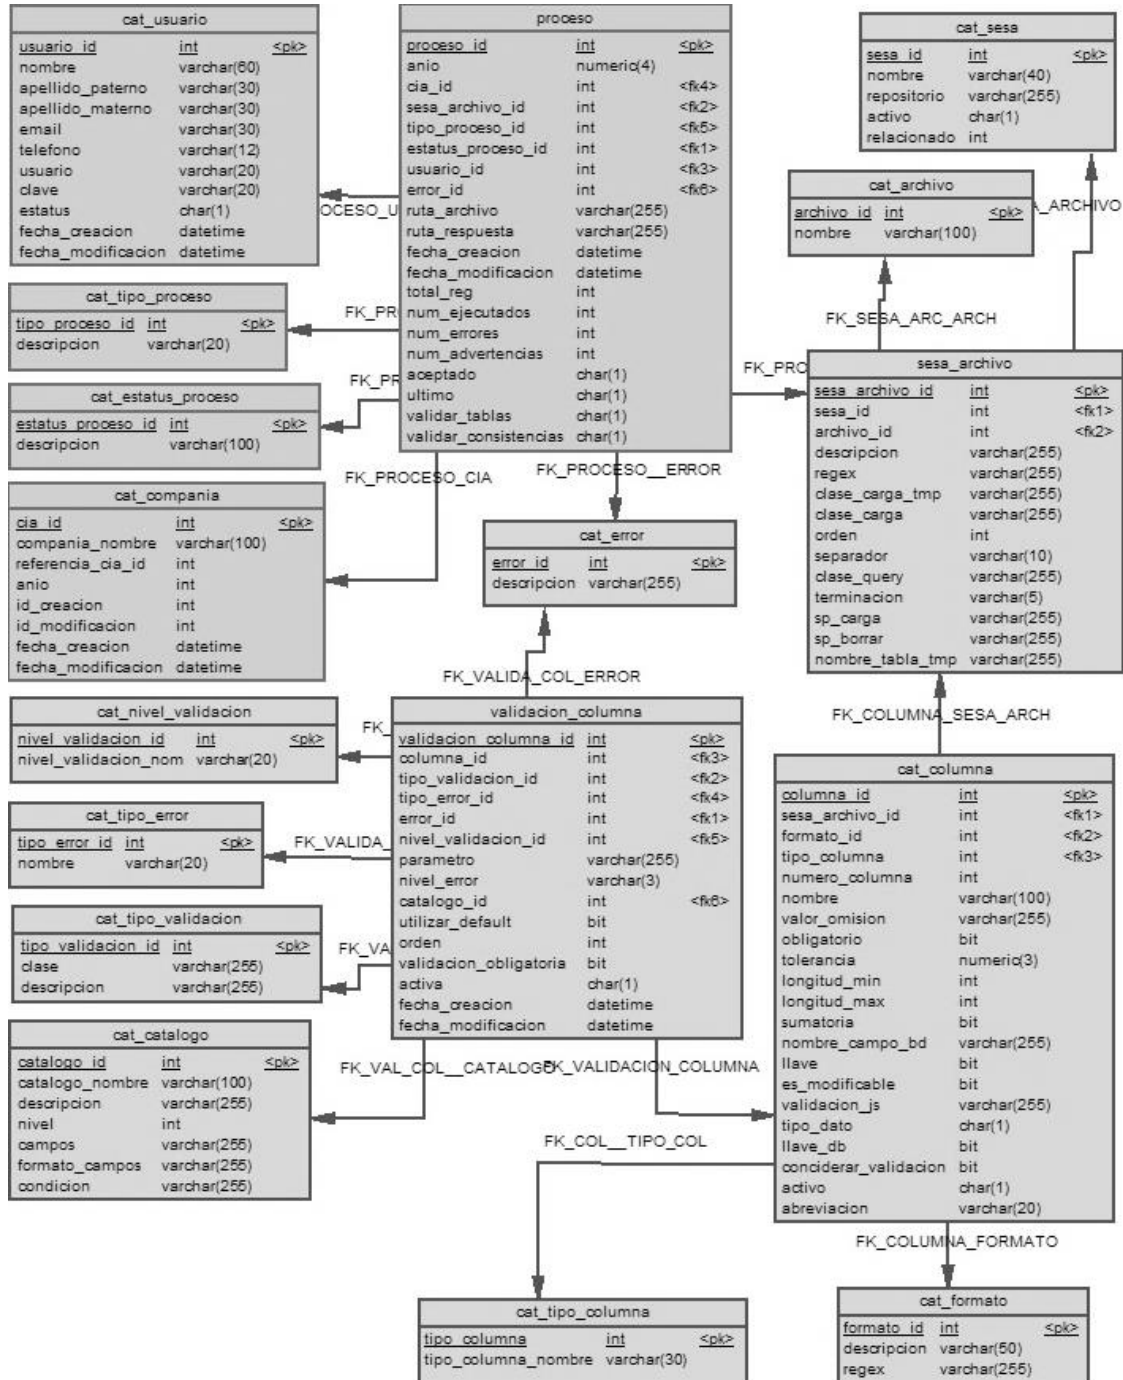 cat_usuario
usuario_id int <pk>
nombre varchar(60)
apellido_paterno varchar(30)
apellido_materno varchar(30)
email varchar(30)
telefono varchar(12)
usuario varchar(20)
clave varchar(20)
estatus char(1)
fecha_creacion datetime
fecha_modificacion datetime
proceso
proceso_id int <pk>
anio numeric(4)
cia_id int <fk4>
sesa_archivo_id int <fk2>
tipo_proceso_id int <fk5>
estatus_proceso_id int <fk1>
usuario_id int <fk3>
error_id int <fk6>
ruta_archivo varchar(255)
ruta_respuesta varchar(255)
fecha_creacion datetime
fecha_modificacion datetime
total_reg int
num_ejecutados int
num_errores int
num_advertencias int
aceptado char(1)
ultimo char(1)
validar_tablas char(1)
validar_consistencias char(1)
cat_sesa
sesa_id int <pk>
nombre varchar(40)
repositorio varchar(255)
activo char(1)
relacionado int
cat_archivo
archivo_id int <pk>
nombre varchar(100)
OCESO_U
A_ARCHIVO
cat_tipo_proceso
tipo_proceso_id int <pk>
descripcion varchar(20)
FK_PR
FK_SESA_ARC_ARCH
cat_estatus_proceso
estatus_proceso_id int <pk>
descripcion varchar(100)
FK_PR
FK_PRO
sesa_archivo
sesa_archivo_id int <pk>
sesa_id int <fk1>
archivo_id int <fk2>
descripcion varchar(255)
regex varchar(255)
clase_carga_tmp varchar(255)
clase_carga varchar(255)
orden int
separador varchar(10)
clase_query varchar(255)
terminacion varchar(5)
sp_carga varchar(255)
sp_borrar varchar(255)
nombre_tabla_tmp varchar(255)
FK_PROCESO_CIA
FK_PROCESO__ERROR
cat_compania
cia_id int <pk>
compania_nombre varchar(100)
referencia_cia_id int
anio int
id_creacion int
id_modificacion int
fecha_creacion datetime
fecha_modificacion datetime
cat_error
error_id int <pk>
descripcion varchar(255)
FK_VALIDA_COL_ERROR
FK_COLUMNA_SESA_ARCH
cat_nivel_validacion
nivel_validacion_id int <pk>
nivel_validacion_nom varchar(20)
FK_
validacion_columna
validacion_columna_id int <pk>
columna_id int <fk3>
tipo_validacion_id int <fk2>
tipo_error_id int <fk4>
error_id int <fk1>
nivel_validacion_id int <fk5>
parametro varchar(255)
nivel_error varchar(3)
catalogo_id int <fk6>
utilizar_default bit
orden int
validacion_obligatoria bit
activa char(1)
fecha_creacion datetime
fecha_modificacion datetime
cat_columna
columna_id int <pk>
sesa_archivo_id int <fk1>
formato_id int <fk2>
tipo_columna int <fk3>
numero_columna int
nombre varchar(100)
valor_omision varchar(255)
obligatorio bit
tolerancia numeric(3)
longitud_min int
longitud_max int
sumatoria bit
nombre_campo_bd varchar(255)
llave bit
es_modificable bit
validacion_js varchar(255)
tipo_dato char(1)
llave_db bit
conciderar_validacion bit
activo char(1)
abreviacion varchar(20)
cat_tipo_error
tipo_error_id int <pk>
nombre varchar(20)
FK_VALIDA_
cat_tipo_validacion
tipo_validacion_id int <pk>
clase varchar(255)
descripcion varchar(255)
FK_VA
cat_catalogo
catalogo_id int <pk>
catalogo_nombre varchar(100)
descripcion varchar(255)
nivel int
campos varchar(255)
formato_campos varchar(255)
condicion varchar(255)
FK_VAL_COL__CATALOGO
FK_VALIDACION_COLUMNA
FK_COL__TIPO_COL
FK_COLUMNA_FORMATO
cat_tipo_columna
tipo_columna int <pk>
tipo_columna_nombre varchar(30)
cat_formato
formato_id int <pk>
descripcion varchar(50)
regex varchar(255)